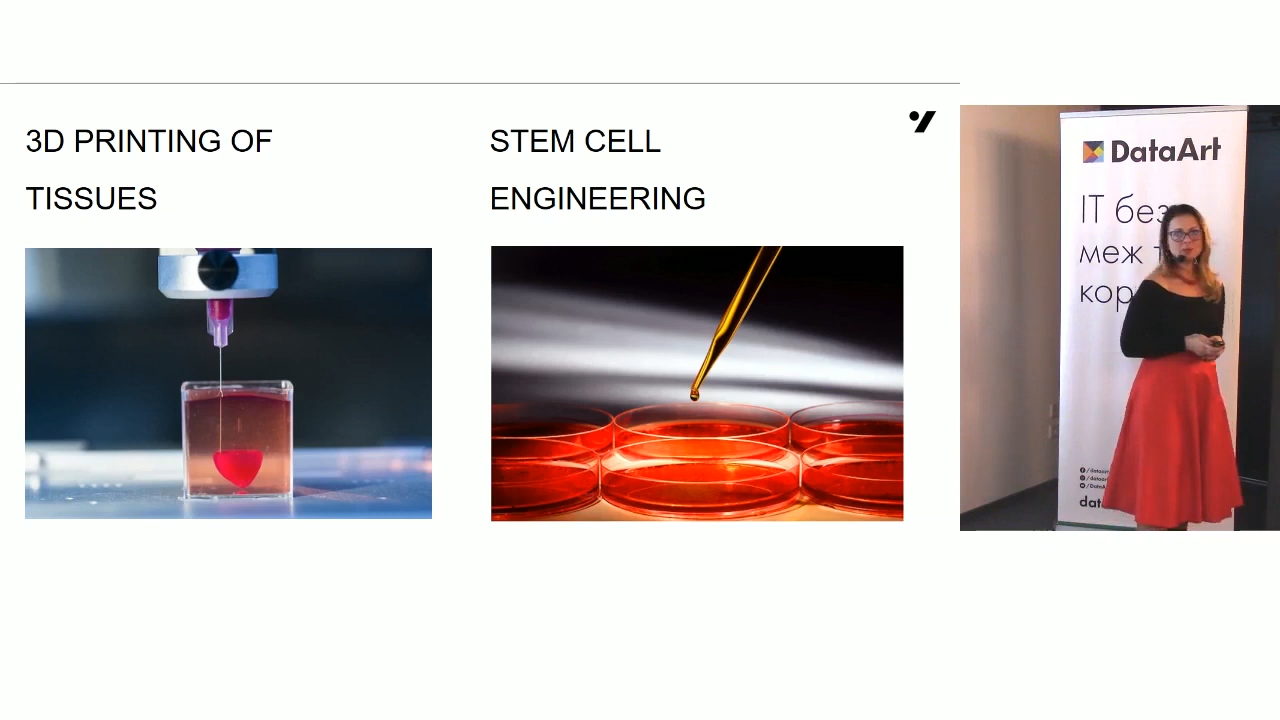 3D PRINTING OF
TISSUES
STEM CELL
ENGINEERING
DataArt
IT без
меж
кор